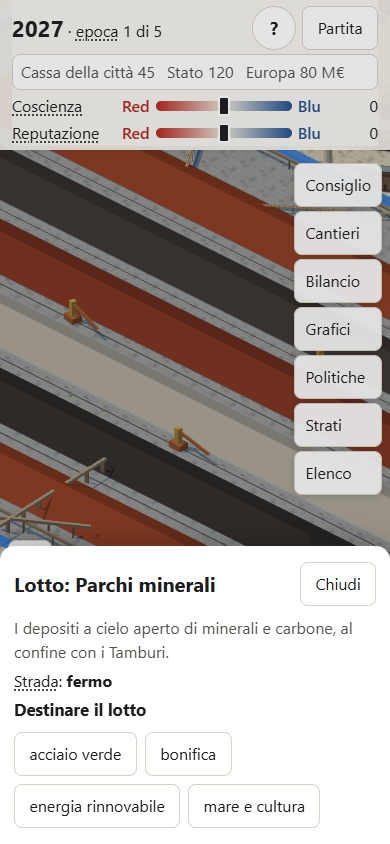 2027 · epoca 1 di 5
?
Partita
Cassa della città 45 Stato 120 Europa 80 M€
Coscienza Red Blu 0
Reputazione Red Blu 0
Consiglio
Cantieri
Bilancio
Grafici
Politiche
Strati
Elenco
Lotto: Parchi minerali
Chiudi
I depositi a cielo aperto di minerali e carbone, al
confine con i Tamburi.
Strada: fermo
Destinare il lotto
acciaio verde
bonifica
energia rinnovabile
mare e cultura